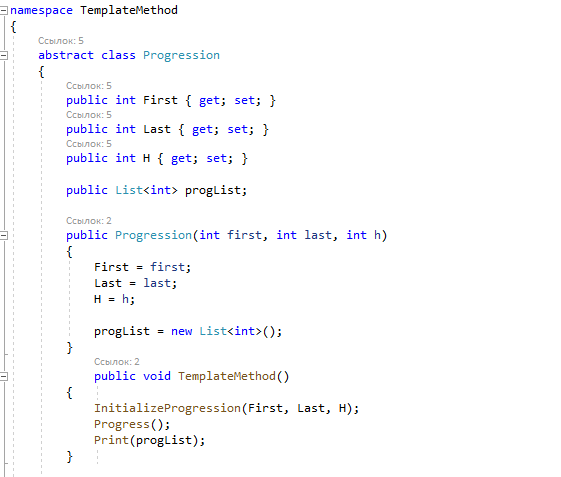 namespace TemplateMethod
{
Ссылок: 5
abstract class Progression
{
Ссылок: 5
public int First { get; set; }
Ссылок: 5
public int Last { get; set; }
Ссылок: 5
public int H { get; set; }
public List<int> progList;
Ссылок: 2
public Progression(int first, int last, int h)
{
First = first;
Last = last;
H = h;
progList = new List<int>();
}
Ссылок: 2
public void TemplateMethod()
{
InitializeProgression(First, Last, H);
Progress();
Print(progList);
}